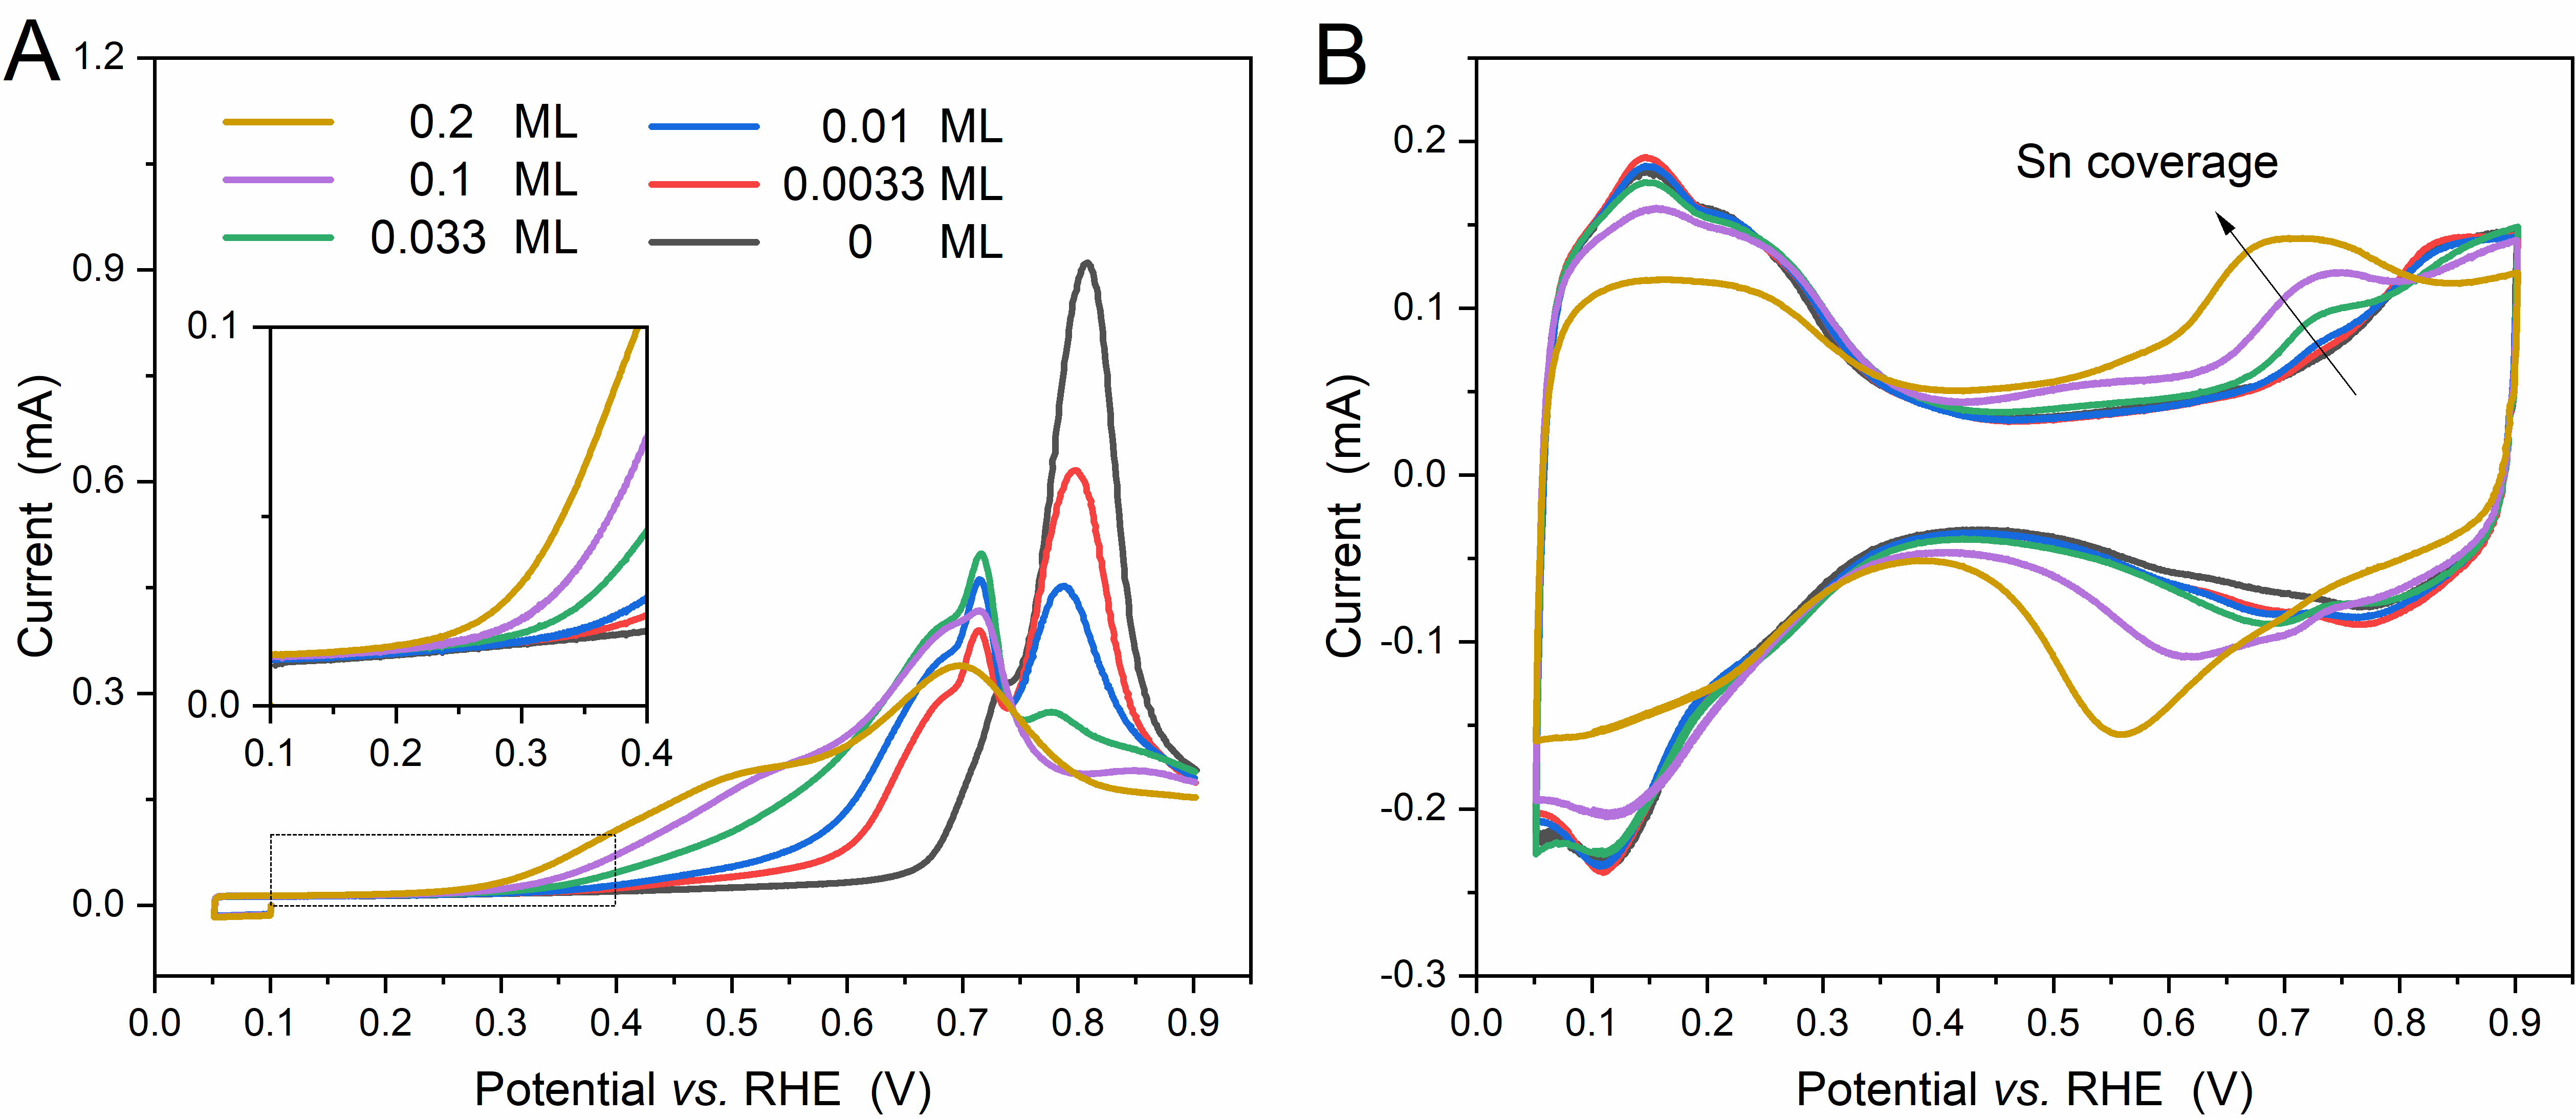 A
1.2
0.9
0.6
0.3
0.0
Current (mA)
0.2 ML
0.1 ML
0.033 ML
0.01 ML
0.0033 ML
0 ML
0.1
0.0
0.1 0.2 0.3 0.4
0.0 0.1 0.2 0.3 0.4 0.5 0.6 0.7 0.8 0.9
Potential vs. RHE (V)
B
0.2
0.1
0.0
-0.1
-0.2
-0.3
Current (mA)
Sn coverage
0.0 0.1 0.2 0.3 0.4 0.5 0.6 0.7 0.8 0.9
Potential vs. RHE (V)